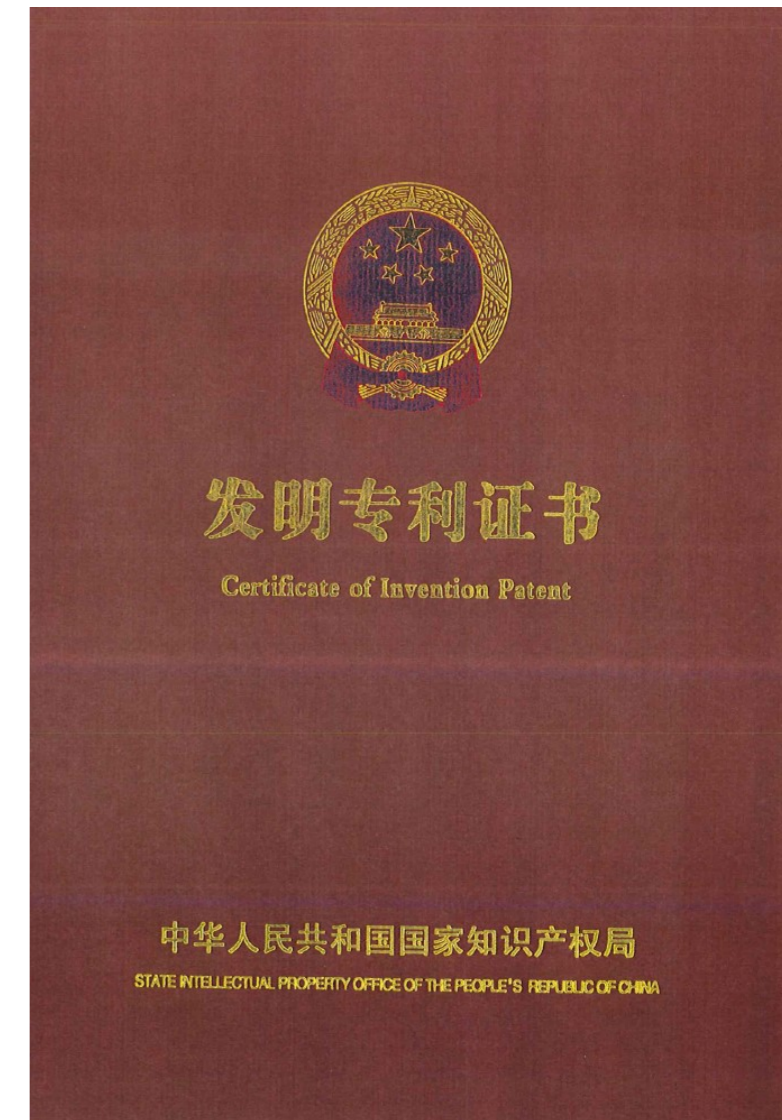 发明专利证书
Certificate of Invention Patent
中华人民共和国国家知识产权局
STATE INTELLECTUAL PROPERTY OFFICE OF THE PEOPLE'S REPUBLIC OF CHINA